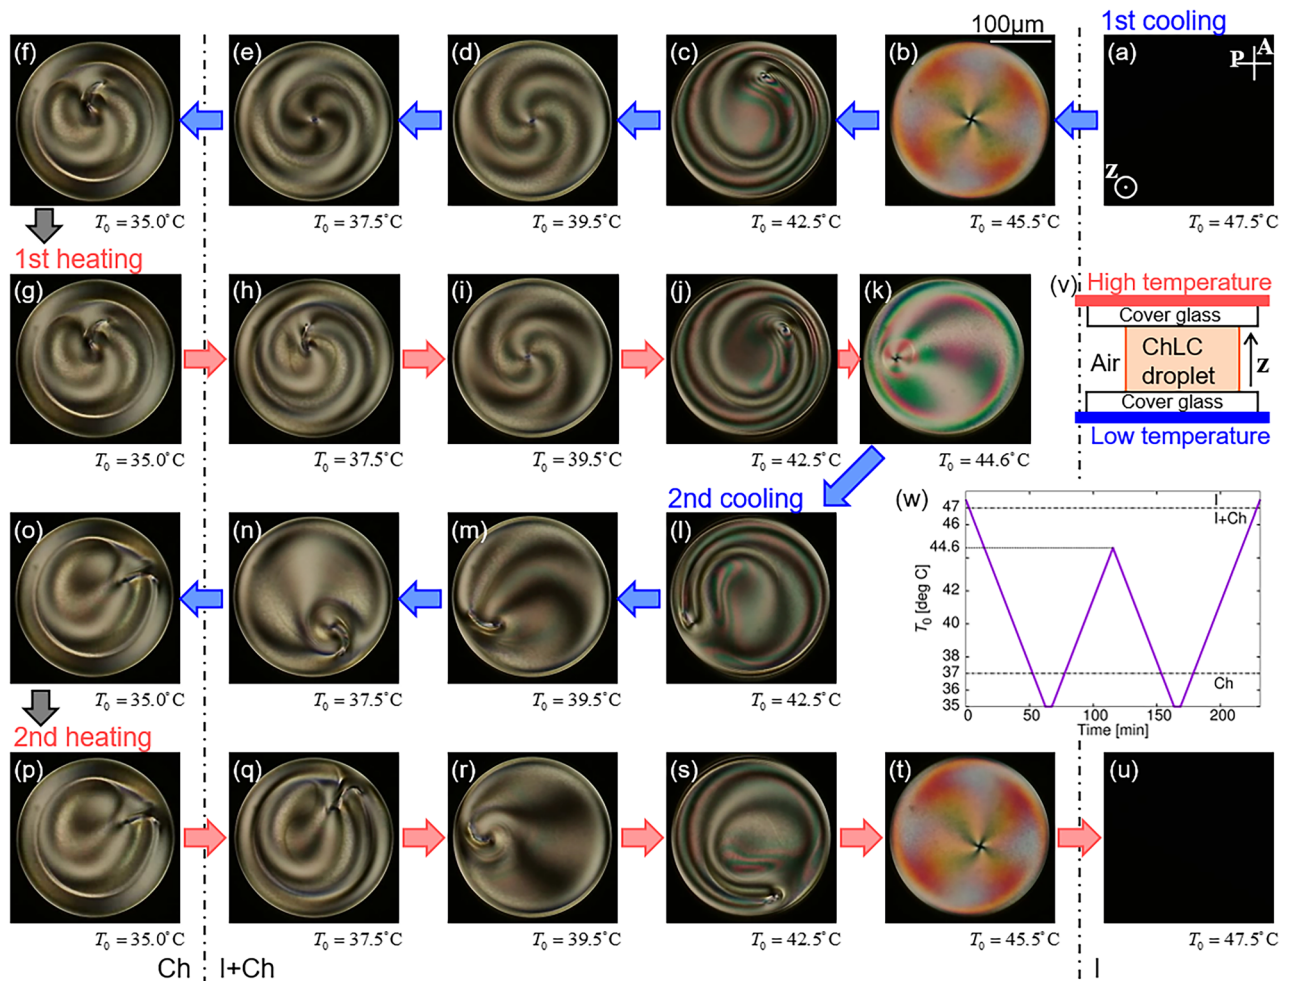 100μm
1st cooling
(f)
(e)
(d)
(c)
(b)
(a)
P A
z
T₀ = 35.0°C
T₀ = 37.5°C
T₀ = 39.5°C
T₀ = 42.5°C
T₀ = 45.5°C
T₀ = 47.5°C
1st heating
(g)
(h)
(i)
(j)
(k)
T₀ = 35.0°C
T₀ = 37.5°C
T₀ = 39.5°C
T₀ = 42.5°C
T₀ = 44.6°C
(v)
High temperature
Cover glass
Air
ChLC
droplet
z
Cover glass
Low temperature
2nd cooling
(o)
(n)
(m)
(l)
T₀ = 35.0°C
T₀ = 37.5°C
T₀ = 39.5°C
T₀ = 42.5°C
(w)
T₀ [deg C]
47
46
44.6
42
40
38
37
36
35
I
I+Ch
Ch
0 50 100 150 200
Time [min]
2nd heating
(p)
(q)
(r)
(s)
(t)
(u)
T₀ = 35.0°C
T₀ = 37.5°C
T₀ = 39.5°C
T₀ = 42.5°C
T₀ = 45.5°C
T₀ = 47.5°C
Ch
I+Ch
I